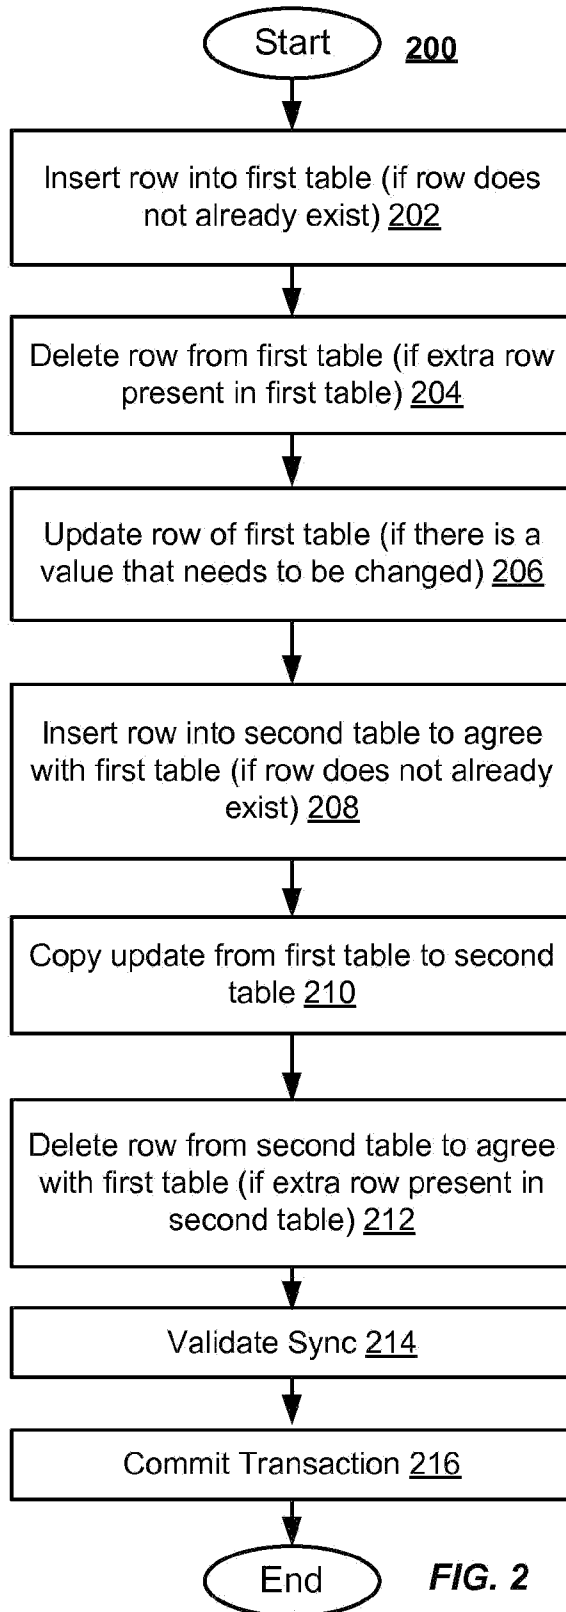 Start
200
Insert row into first table (if row does
not already exist) 202
Delete row from first table (if extra row
present in first table) 204
Update row of first table (if there is a
value that needs to be changed) 206
Insert row into second table to agree
with first table (if row does not already
exist) 208
Copy update from first table to second
table 210
Delete row from second table to agree
with first table (if extra row present in
second table) 212
Validate Sync 214
Commit Transaction 216
End
FIG. 2